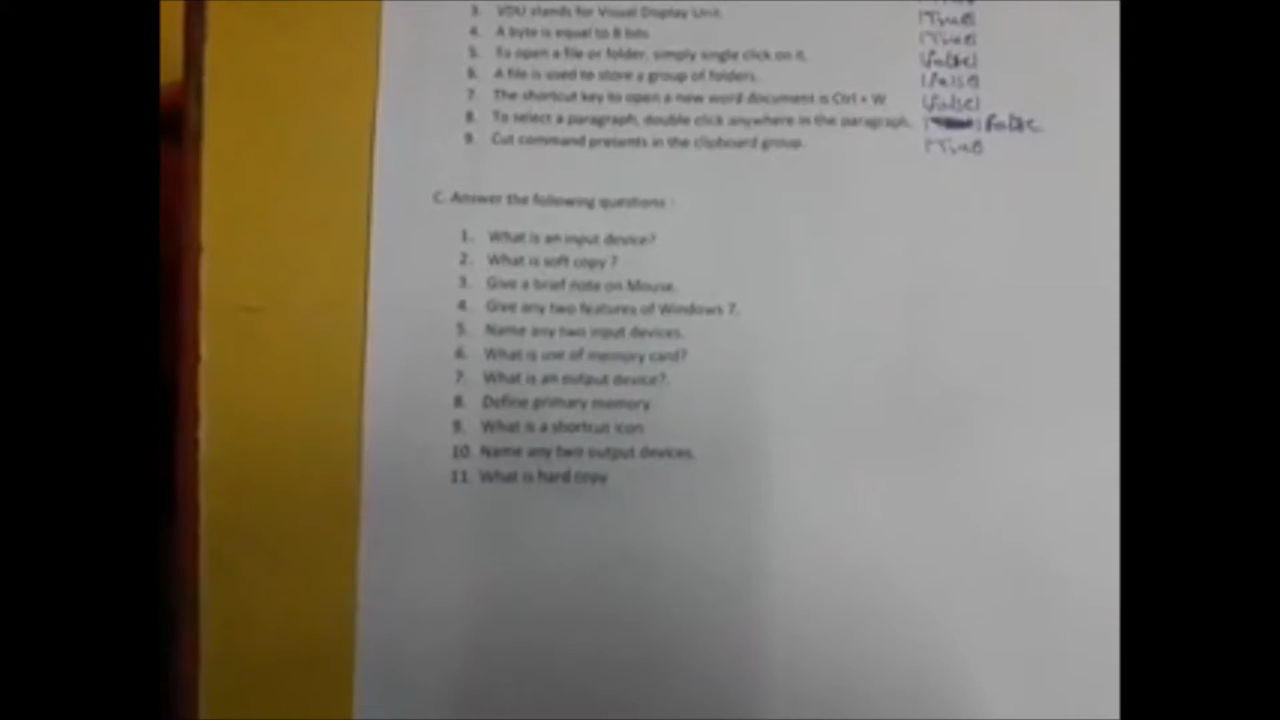 3. VDU stands for Visual Display Unit. |True
4. A byte is equal to 8 bits |True|
5. To open a file or folder, simply single click on it. |false|
6. A file is used to store a group of folders. |false
7. The shortcut key to open a new word document is Ctrl + W |false|
8. To select a paragraph, double click anywhere in the paragraph. false
9. Cut command presents in the clipboard group. |True
C. Answer the following questions :
1. What is an input device?
2. What is soft copy ?
3. Give a brief note on Mouse.
4. Give any two features of Windows 7.
5. Name any two input devices.
6. What is use of memory card?
7. What is an output device?.
8. Define primary memory
9. What is a shortcut icon
10. Name any two output devices.
11. What is hard copy